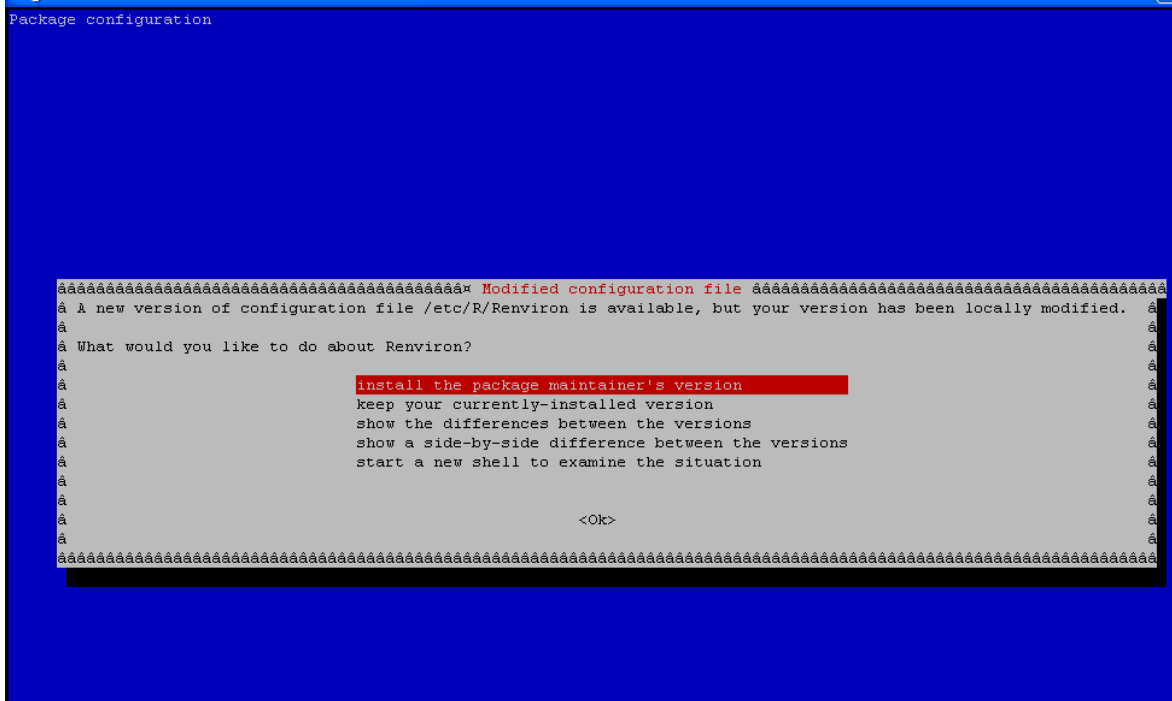 Package configuration
âââââââââââââââââââââââââââââââââââââââââ¤ Modified configuration file ââââââââââââââââââââââââââââââââââââââââââ
â A new version of configuration file /etc/R/Renviron is available, but your version has been locally modified. â
â â
â What would you like to do about Renviron? â
â â
â install the package maintainer's version â
â keep your currently-installed version â
â show the differences between the versions â
â show a side-by-side difference between the versions â
â start a new shell to examine the situation â
â â
â â
â <Ok> â
â â
ââââââââââââââââââââââââââââââââââââââââââââââââââââââââââââââââââââââââââââââââââââââââââââââââââââââââââââââââââ